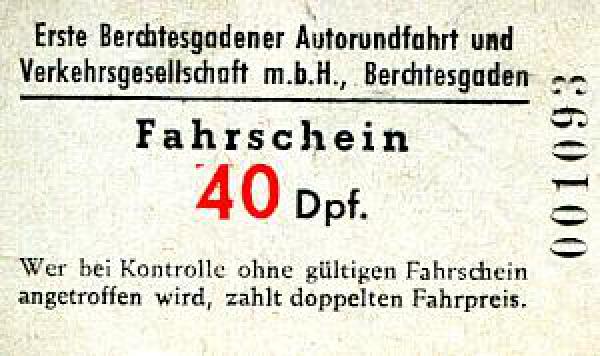 Erste Berchtesgadener Autorundfahrt und
Verkehrsgesellschaft m.b.H., Berchtesgaden
Fahrschein
40 Dpf.
Wer bei Kontrolle ohne gültigen Fahrschein
angetroffen wird, zahlt doppelten Fahrpreis.
001093